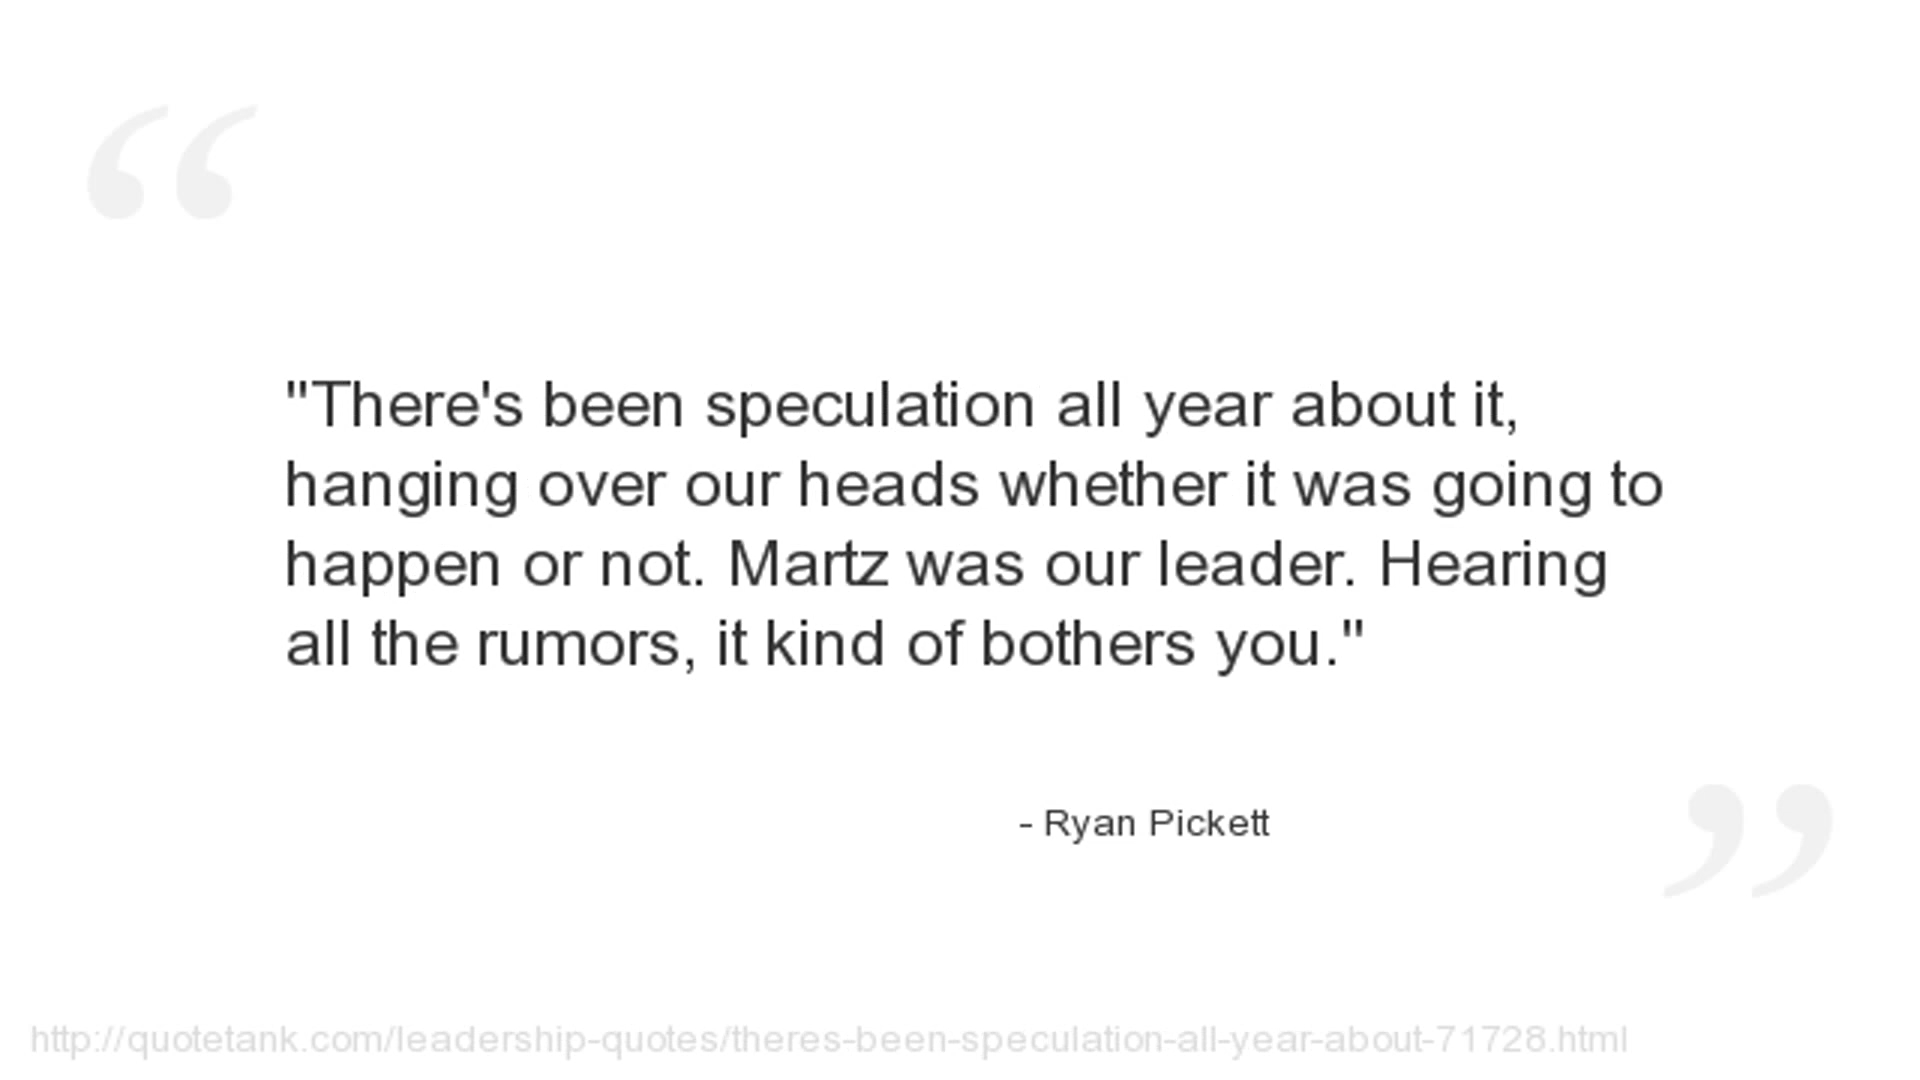 "There's been speculation all year about it,
hanging over our heads whether it was going to
happen or not. Martz was our leader. Hearing
all the rumors, it kind of bothers you."
- Ryan Pickett
http://quotetank.com/leadership-quotes/theres-been-speculation-all-year-about-71728.html